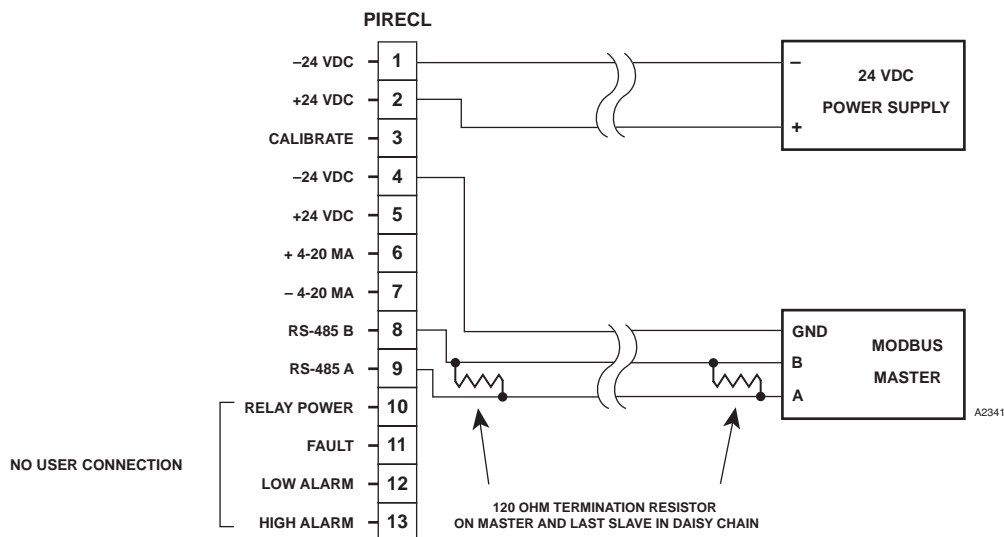 PIRECL
–24 VDC 1
+24 VDC 2
CALIBRATE 3
–24 VDC 4
+24 VDC 5
+ 4-20 MA 6
– 4-20 MA 7
RS-485 B 8
RS-485 A 9
RELAY POWER 10
FAULT 11
LOW ALARM 12
HIGH ALARM 13
NO USER CONNECTION
–
+
24 VDC
POWER SUPPLY
GND
B
A
MODBUS
MASTER
A2341
120 OHM TERMINATION RESISTOR
ON MASTER AND LAST SLAVE IN DAISY CHAIN